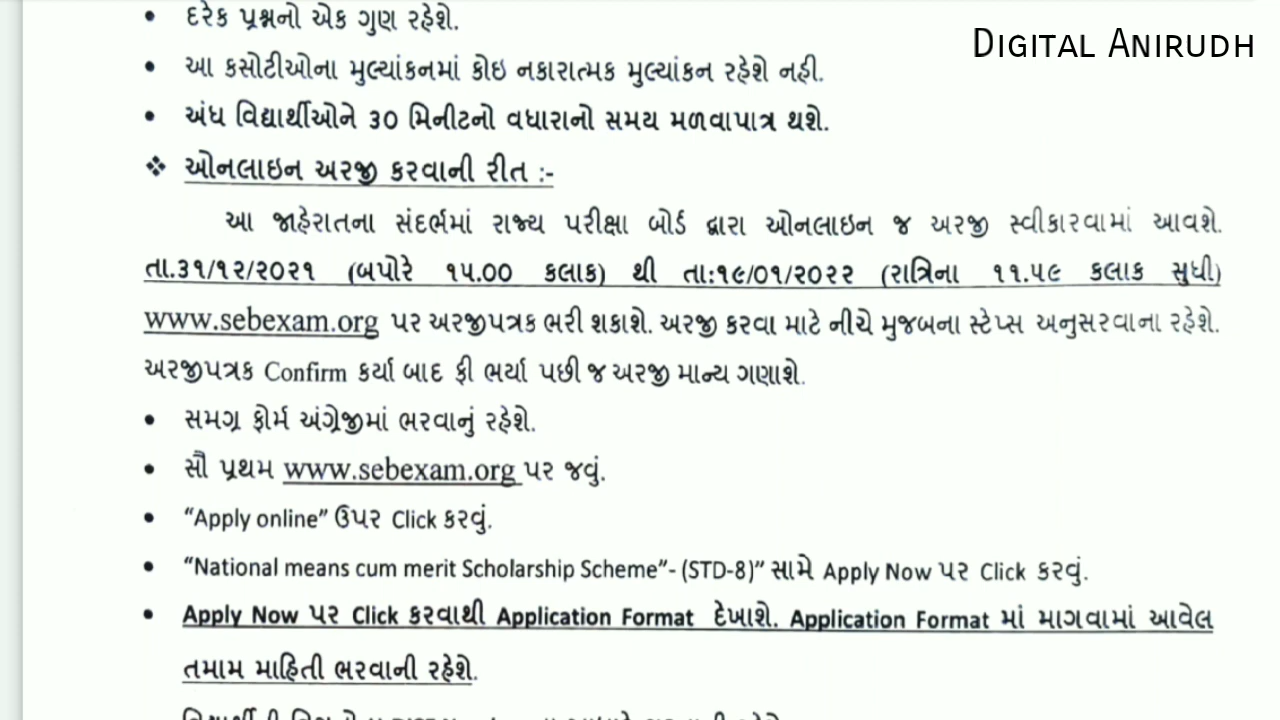 • દરેક પ્રશ્નનો એક ગુણ રહેશે.
DIGITAL ANIRUDH
• આ કસોટીઓના મુલ્યાંકનમાં કોઇ નકારાત્મક મુલ્યાંકન રહેશે નહી.
• અંધ વિદ્યાર્થીઓને ૩૦ મિનીટનો વધારાનો સમય મળવાપાત્ર થશે.
❖ ઓનલાઇન અરજી કરવાની રીત :-
આ જાહેરાતના સંદર્ભમાં રાજ્ય પરીક્ષા બોર્ડ દ્વારા ઓનલાઇન જ અરજી સ્વીકારવામાં આવશે.
તા.૩૧/૧૨/૨૦૨૧ (બપોરે ૧૫.00 કલાક) થી તા:૧૯/૦૧/૨૦૨૨ (રાત્રિના ૧૧.૫૯ કલાક સુધી)
www.sebexam.org પર અરજીપત્રક ભરી શકાશે. અરજી કરવા માટે નીચે મુજબના સ્ટેપ્સ અનુસરવાના રહેશે.
અરજીપત્રક Confirm કર્યા બાદ ફી ભર્યા પછી જ અરજી માન્ય ગણાશે.
• સમગ્ર ફોર્મ અંગ્રેજીમાં ભરવાનું રહેશે.
• સૌ પ્રથમ www.sebexam.org પર જવું.
• “Apply online” ઉપર Click કરવું.
• “National means cum merit Scholarship Scheme”- (STD-8)” સામે Apply Now પર Click કરવું.
• Apply Now પર Click કરવાથી Application Format દેખાશે. Application Format માં માગવામાં આવેલ
તમામ માહિતી ભરવાની રહેશે.